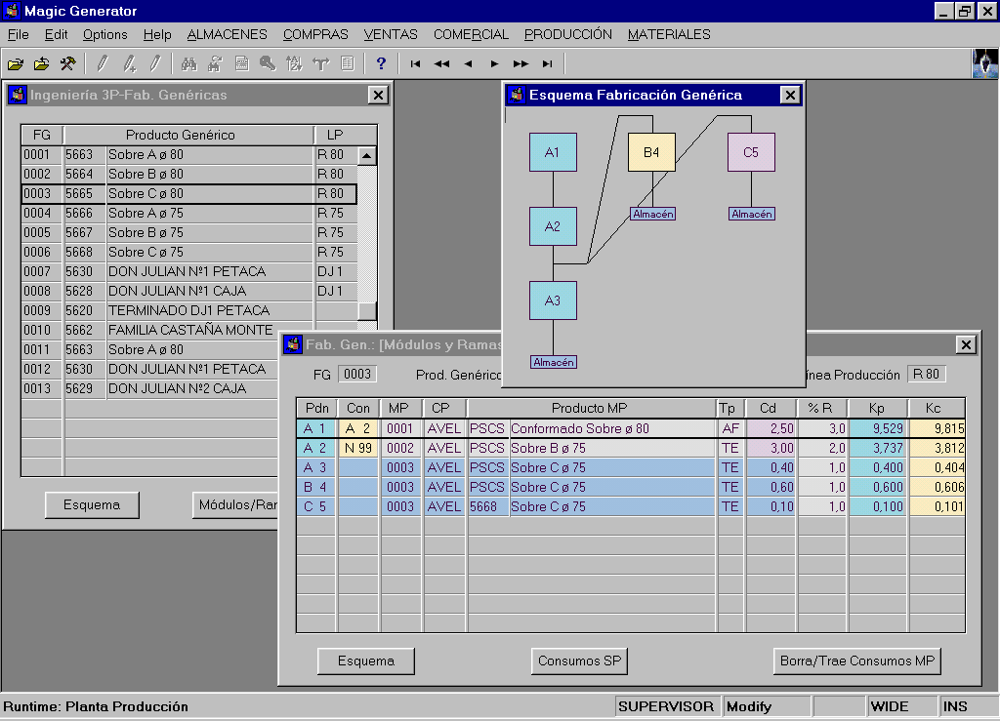 Magic Generator
File Edit Options Help ALMACENES COMPRAS VENTAS COMERCIAL PRODUCCIÓN MATERIALES
?
Ingeniería 3P-Fab. Genéricas
FG Producto Genérico LP
0001 5663 Sobre A ø 80 R 80
0002 5664 Sobre B ø 80 R 80
0003 5665 Sobre C ø 80 R 80
0004 5666 Sobre A ø 75 R 75
0005 5667 Sobre B ø 75 R 75
0006 5668 Sobre C ø 75 R 75
0007 5630 DON JULIAN Nº1 PETACA DJ 1
0008 5628 DON JULIAN Nº1 CAJA DJ 1
0009 5620 TERMINADO DJ1 PETACA
0010 5662 FAMILIA CASTAÑA MONTE
0011 5663 Sobre A ø 80
0012 5630 DON JULIAN Nº1 PETACA
0013 5629 DON JULIAN Nº2 CAJA
Esquema Módulos/Ran
Esquema Fabricación Genérica
A1 B4 C5
Almacén Almacén
A2
A3
Almacén
Fab. Gen.: [Módulos y Ramas
FG 0003 Prod. Genérico ínea Producción R 80
Pdn Con MP CP Producto MP Tp Cd % R Kp Kc
A 1 A 2 0001 AVEL PSCS Conformado Sobre ø 80 AF 2,50 3,0 9,529 9,815
A 2 N 99 0002 AVEL PSCS Sobre B ø 75 TE 3,00 2,0 3,737 3,812
A 3 0003 AVEL PSCS Sobre C ø 75 TE 0,40 1,0 0,400 0,404
B 4 0003 AVEL PSCS Sobre C ø 75 TE 0,60 1,0 0,600 0,606
C 5 0003 AVEL 5668 Sobre C ø 75 TE 0,10 1,0 0,100 0,101
Esquema Consumos SP Borra/Trae Consumos MP
Runtime: Planta Producción SUPERVISOR Modify WIDE INS